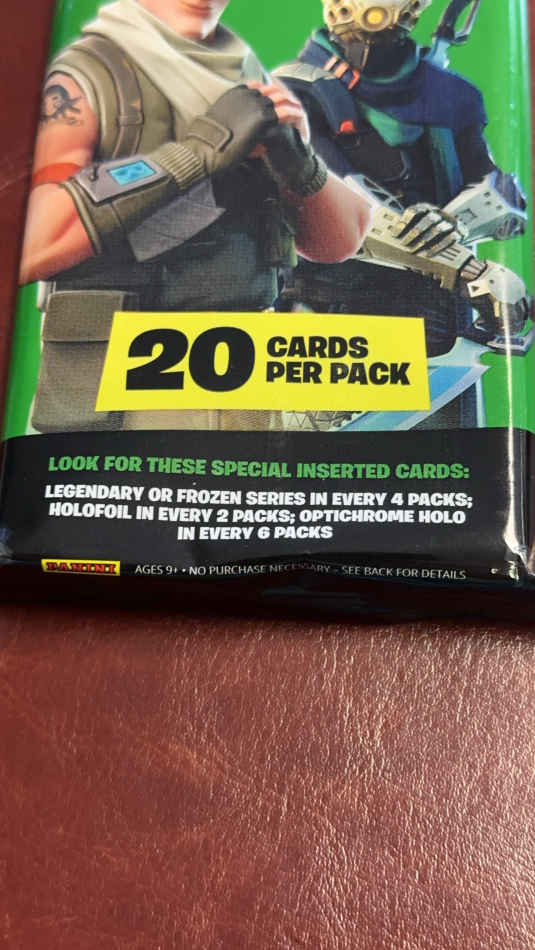 20 CARDS
PER PACK
LOOK FOR THESE SPECIAL INSERTED CARDS:
LEGENDARY OR FROZEN SERIES IN EVERY 4 PACKS;
HOLOFOIL IN EVERY 2 PACKS; OPTICHROME HOLO
IN EVERY 6 PACKS
PANINI AGES 9+ • NO PURCHASE NECESSARY – SEE BACK FOR DETAILS